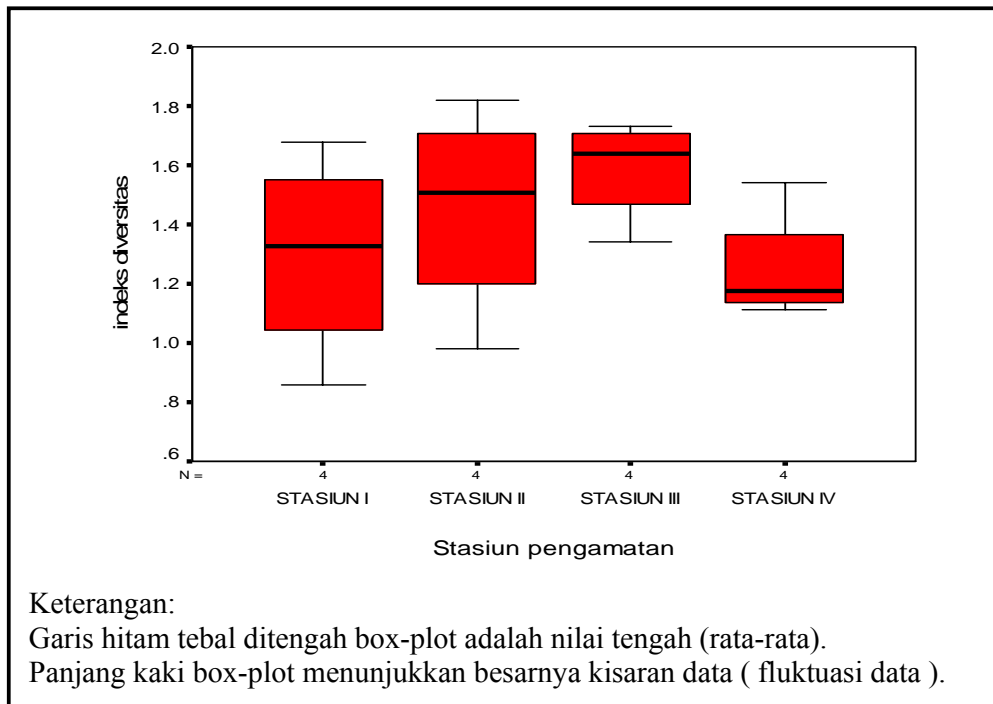 2.0
1.8
1.6
1.4
1.2
1.0
.8
.6
indeks diversitas
N = 4 4 4 4
STASIUN I STASIUN II STASIUN III STASIUN IV
Stasiun pengamatan
Keterangan:
Garis hitam tebal ditengah box-plot adalah nilai tengah (rata-rata).
Panjang kaki box-plot menunjukkan besarnya kisaran data ( fluktuasi data ).